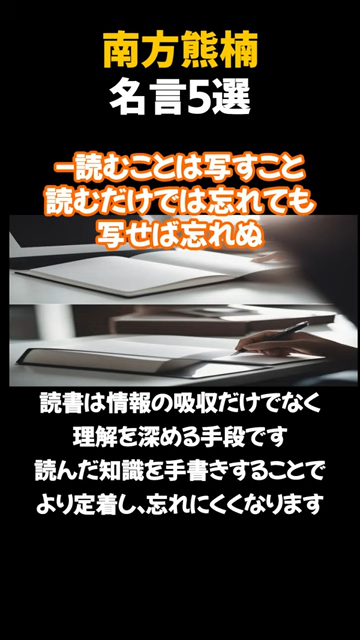 南方熊楠
名言5選
一読むことは写すこと
読むだけでは忘れても
写せば忘れぬ
読書は情報の吸収だけでなく
理解を深める手段です
読んだ知識を手書きすることで
より定着し、忘れにくくなります